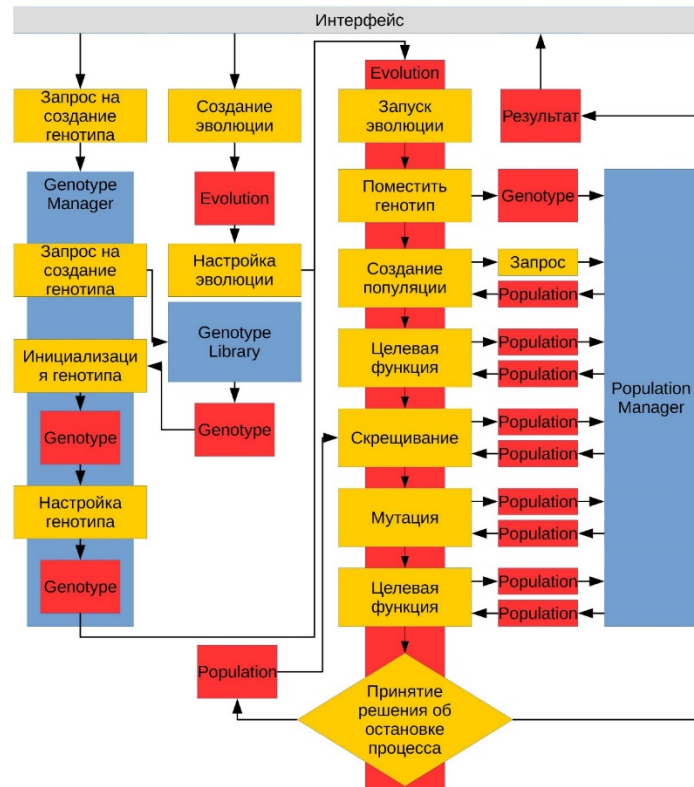 Интерфейс
Запрос на
создание
генотипа
Genotype
Manager
Запрос на
создание
генотипа
Инициализаци
я генотипа
Genotype
Настройка
генотипа
Genotype
Создание
эволюции
Evolution
Настройка
эволюции
Genotype
Library
Genotype
Population
Evolution
Запуск
эволюции
Поместить
генотип
Создание
популяции
Целевая
функция
Скрещивание
Мутация
Целевая
функция
Принятие
решения об
остановке
процесса
Результат
Genotype
Запрос
Population
Population
Population
Population
Population
Population
Population
Population
Population
Population
Manager